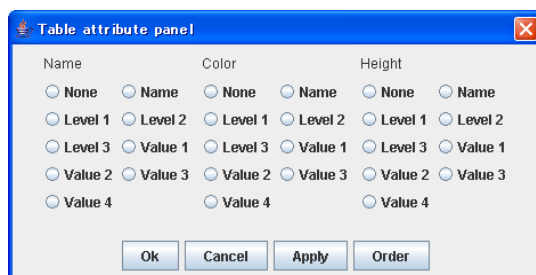 Table attribute panel
Name Color Height
None Name None Name None Name
Level 1 Level 2 Level 1 Level 2 Level 1 Level 2
Level 3 Value 1 Level 3 Value 1 Level 3 Value 1
Value 2 Value 3 Value 2 Value 3 Value 2 Value 3
Value 4 Value 4 Value 4
Ok Cancel Apply Order